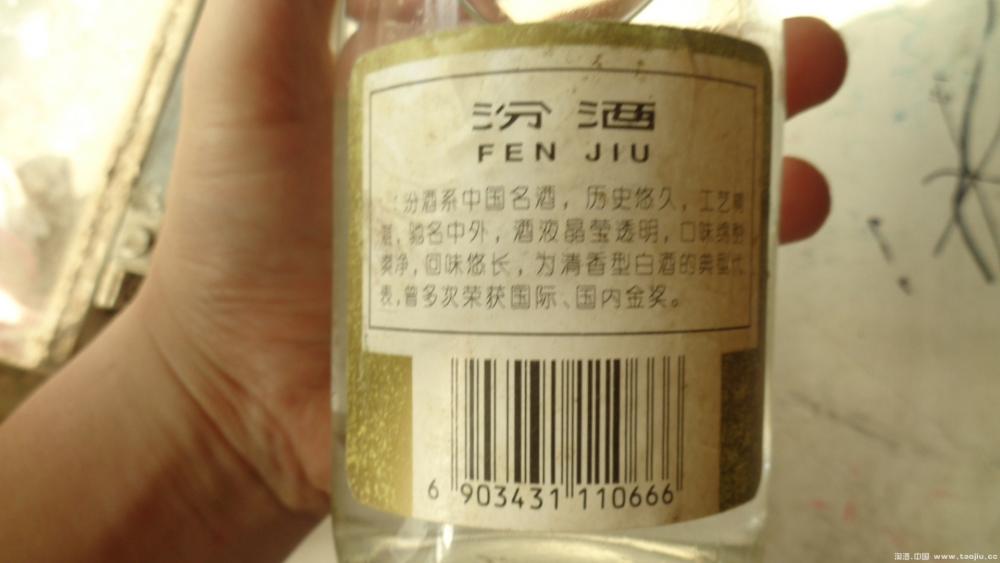 汾酒
FEN JIU
汾酒系中国名酒，历史悠久，工艺精
湛，驰名中外，酒液晶莹透明，口味绵
爽净，回味悠长，为清香型白酒的典型代
表，曾多次荣获国际、国内金奖。
6 903431 110666
淘酒.中国 www.taojiu.cc